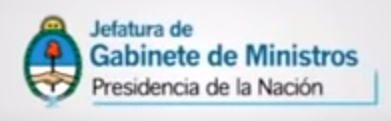 Jefatura de
Gabinete de Ministros
Presidencia de la Nación